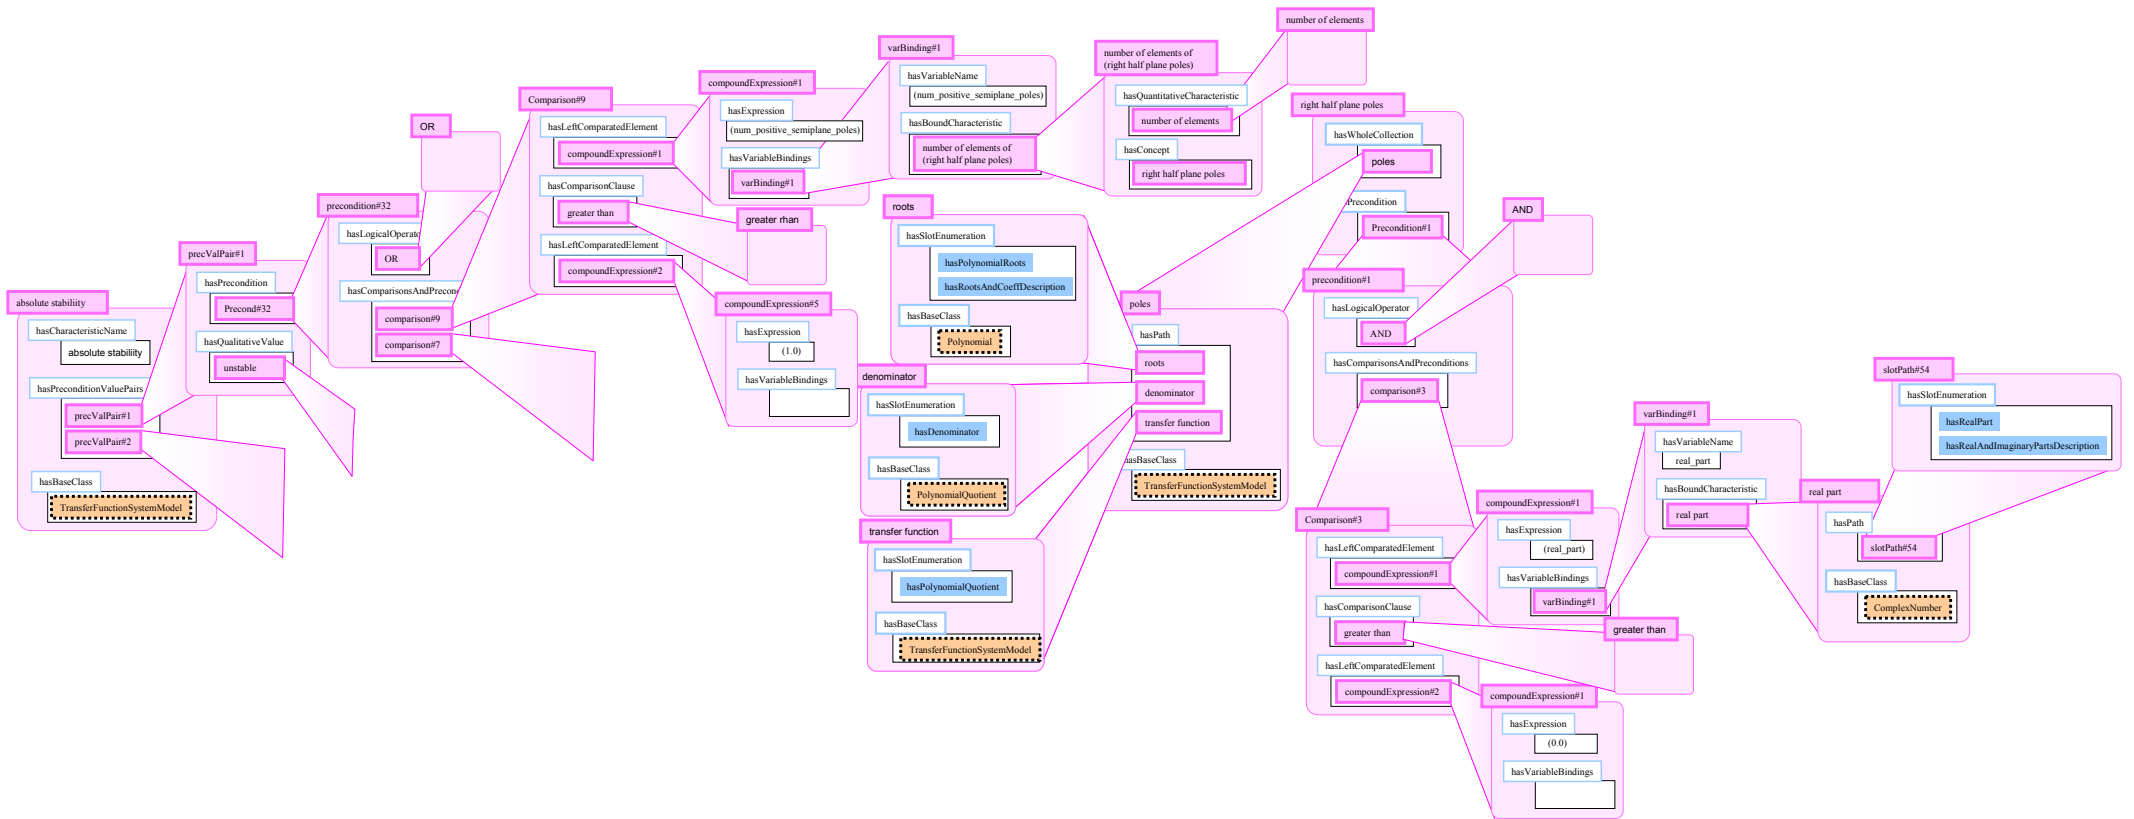 absolute stabiliity
hasCharacteristicName
absolute stabiliity
hasPreconditionValuePairs
precValPair#1
precValPair#2
hasBaseClass
TransferFunctionSystemModel
precValPair#1
hasPrecondition
Precond#32
hasQualitativeValue
unstable
precondition#32
hasLogicalOperato
OR
hasComparisonsAndPrecond
comparison#9
comparison#7
OR
Comparison#9
hasLeftComparatedElement
compoundExpression#1
hasComparisonClause
greater than
hasLeftComparatedElement
compoundExpression#2
compoundExpression#1
hasExpression
(num_positive_semiplane_poles)
hasVariableBindings
varBinding#1
greater rhan
compoundExpression#5
hasExpression
(1.0)
hasVariableBindings
varBinding#1
hasVariableName
(num_positive_semiplane_poles)
hasBoundCharacteristic
number of elements of
(right half plane poles)
number of elements of
(right half plane poles)
hasQuantitativeCharacteristic
number of elements
hasConcept
right half plane poles
number of elements
right half plane poles
hasWholeCollection
poles
Precondition
Precondition#1
roots
hasSlotEnumeration
hasPolynomialRoots
hasRootsAndCoeffDescription
hasBaseClass
Polynomial
denominator
hasSlotEnumeration
hasDenominator
hasBaseClass
PolynomialQuotient
transfer function
hasSlotEnumeration
hasPolynomialQuotient
hasBaseClass
TransferFunctionSystemModel
poles
hasPath
roots
denominator
transfer function
hasBaseClass
TransferFunctionSystemModel
precondition#1
hasLogicalOperator
AND
hasComparisonsAndPreconditions
comparison#3
AND
Comparison#3
hasLeftComparatedElement
compoundExpression#1
hasComparisonClause
greater than
hasLeftComparatedElement
compoundExpression#2
compoundExpression#1
hasExpression
(real_part)
hasVariableBindings
varBinding#1
greater than
compoundExpression#1
hasExpression
(0.0)
hasVariableBindings
varBinding#1
hasVariableName
real_part
hasBoundCharacteristic
real part
real part
hasPath
slotPath#54
hasBaseClass
ComplexNumber
slotPath#54
hasSlotEnumeration
hasRealPart
hasRealAndImaginaryPartsDescription